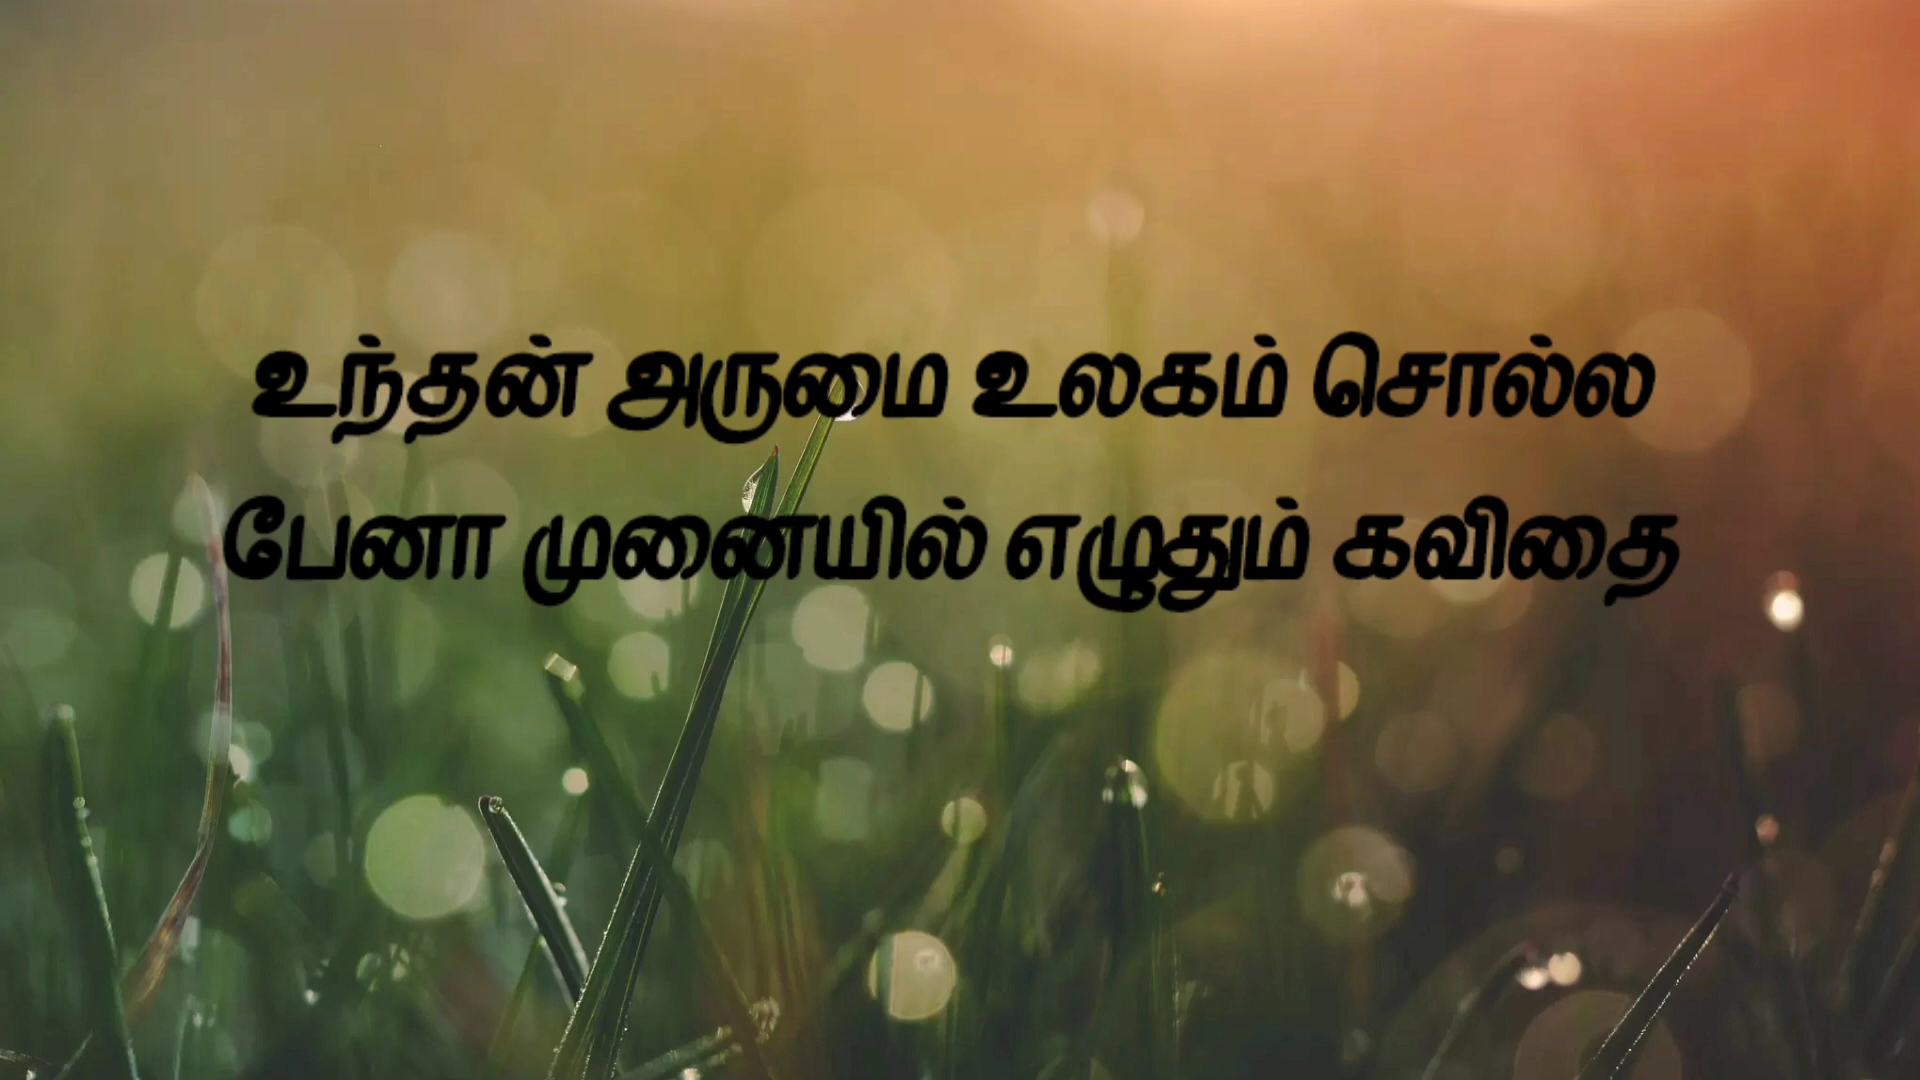 உந்தன் அருமை உலகம் சொல்ல
பேனா முனையில் எழுதும் கவிதை